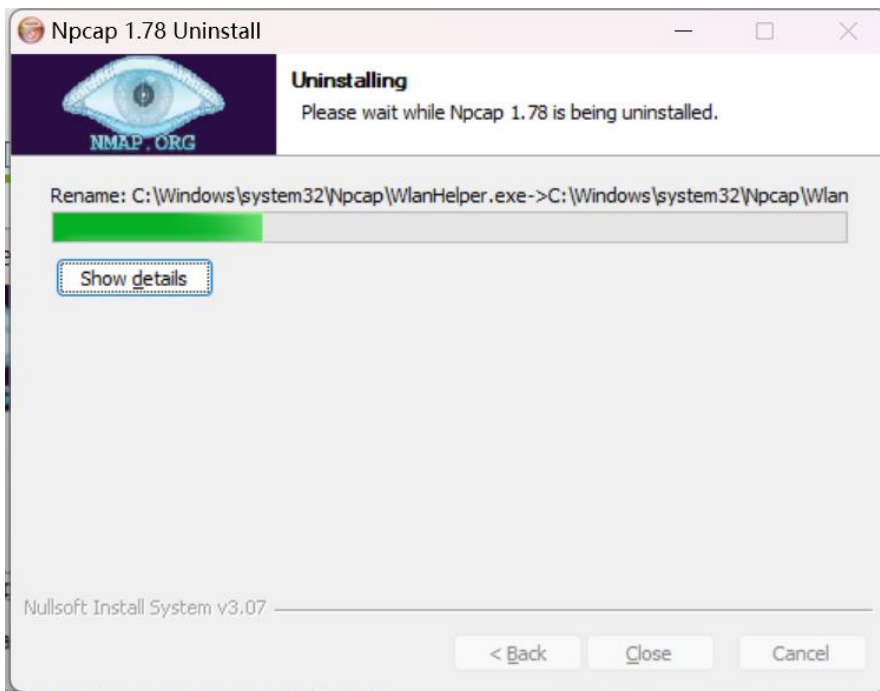 Npcap 1.78 Uninstall
NMAP.ORG
Uninstalling
Please wait while Npcap 1.78 is being uninstalled.
Rename: C:\Windows\system32\Npcap\WlanHelper.exe->C:\Windows\system32\Npcap\Wlan
Show details
Nullsoft Install System v3.07
< Back Close Cancel